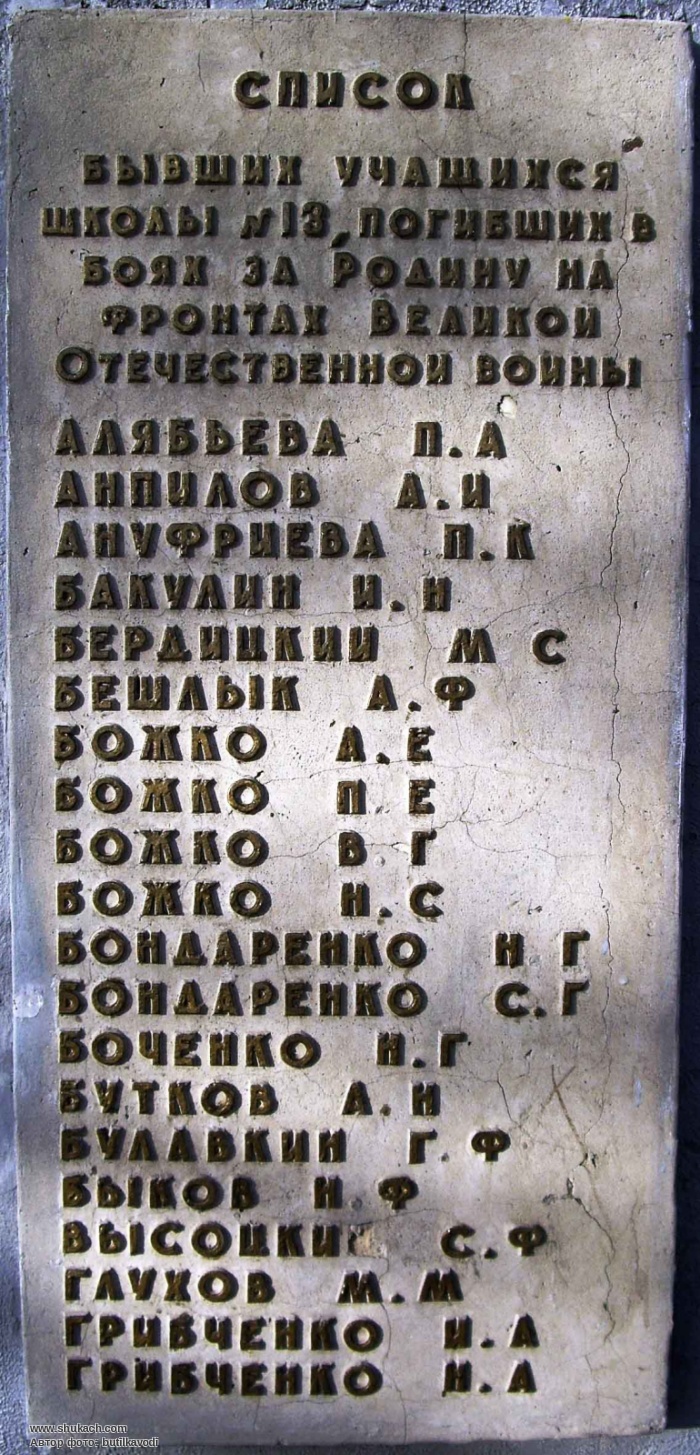 СПИСОК
БЫВШИХ УЧАЩИХСЯ
ШКОЛЫ №13, ПОГИБШИХ В
БОЯХ ЗА РОДИНУ НА
ФРОНТАХ ВЕЛИКОЙ
ОТЕЧЕСТВЕННОЙ ВОЙНЫ
АЛЯБЬЕВА П.А
АНПИЛОВ А.И
АНУФРИЕВА П.К
БАКУЛИН И.Н
БЕРДИЦКИЙ М С
БЕШЛЫК А.Ф
БОЖКО А.Е
БОЖКО П Е
БОЖКО В Г
БОЖКО Н.С
БОНДАРЕНКО Н Г
БОНДАРЕНКО С.Г
БОЧЕНКО Н.Г
БУТКОВ А.Н
БУЛАВКИН Г.Ф
БЫКОВ Н.Ф
ВЫСОЦКИ С.Ф
ГЛУХОВ М.М
ГРИБЧЕНКО И.А
ГРИБЧЕНКО Н.А
www.shukach.com
Автор фото: butilkavodi